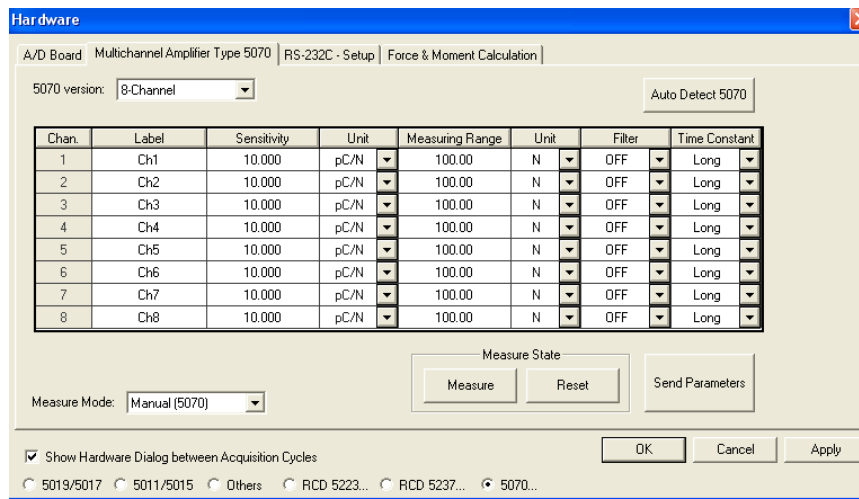 Hardware
A/D Board Multichannel Amplifier Type 5070 RS-232C - Setup Force & Moment Calculation
5070 version: 8-Channel Auto Detect 5070
Chan. Label Sensitivity Unit Measuring Range Unit Filter Time Constant
1 Ch1 10.000 pC/N 100.00 N OFF Long
2 Ch2 10.000 pC/N 100.00 N OFF Long
3 Ch3 10.000 pC/N 100.00 N OFF Long
4 Ch4 10.000 pC/N 100.00 N OFF Long
5 Ch5 10.000 pC/N 100.00 N OFF Long
6 Ch6 10.000 pC/N 100.00 N OFF Long
7 Ch7 10.000 pC/N 100.00 N OFF Long
8 Ch8 10.000 pC/N 100.00 N OFF Long
Measure State
Measure Reset Send Parameters
Measure Mode: Manual (5070)
OK Cancel Apply
Show Hardware Dialog between Acquisition Cycles
5019/5017 5011/5015 Others RCD 5223... RCD 5237... 5070...